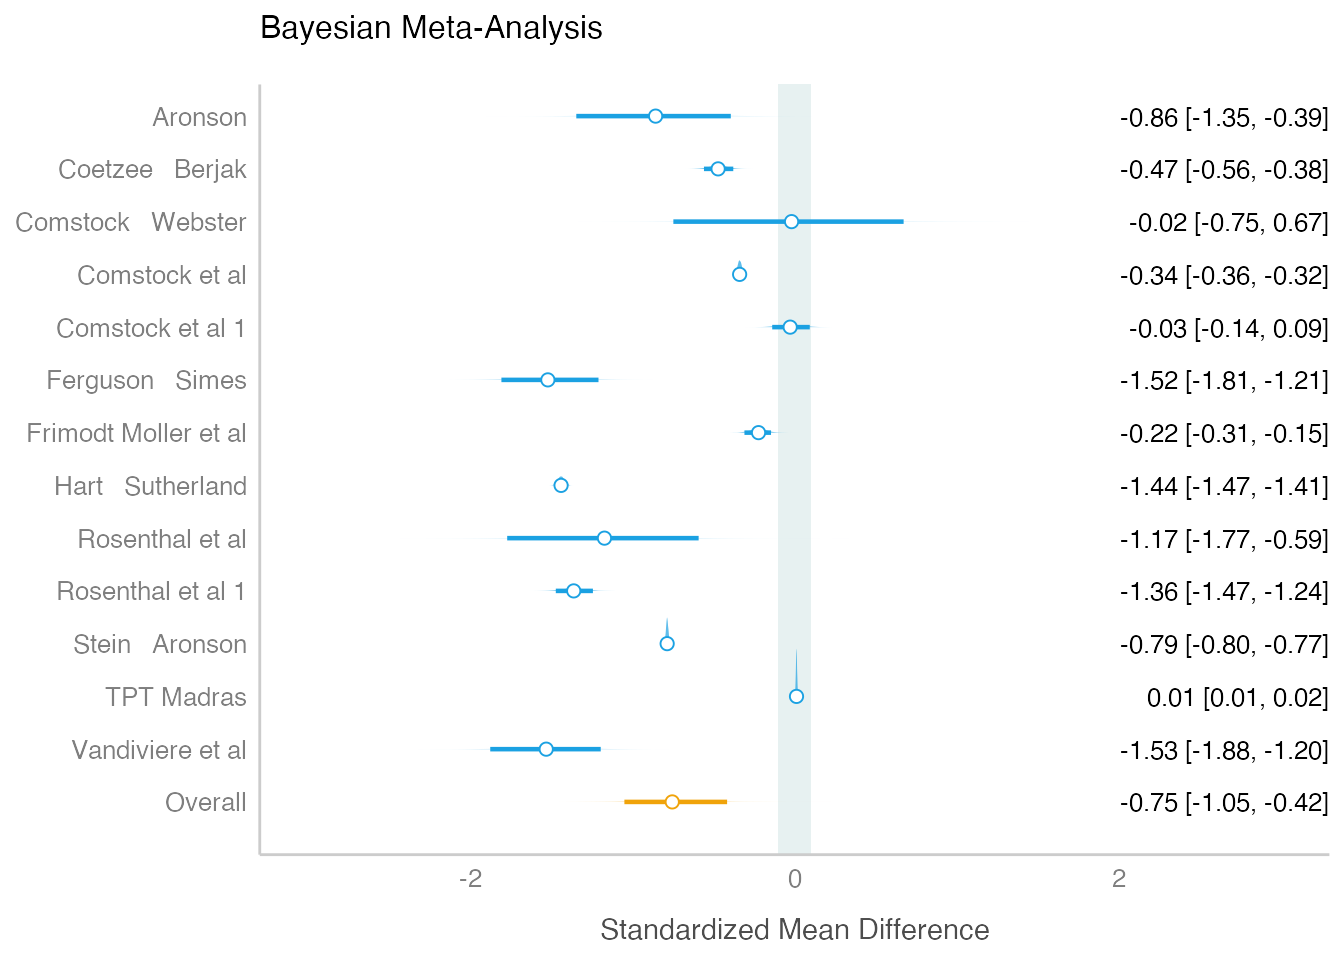 Bayesian Meta-Analysis
Aronson -0.86 [-1.35, -0.39]
Coetzee Berjak -0.47 [-0.56, -0.38]
Comstock Webster -0.02 [-0.75, 0.67]
Comstock et al -0.34 [-0.36, -0.32]
Comstock et al 1 -0.03 [-0.14, 0.09]
Ferguson Simes -1.52 [-1.81, -1.21]
Frimodt Moller et al -0.22 [-0.31, -0.15]
Hart Sutherland -1.44 [-1.47, -1.41]
Rosenthal et al -1.17 [-1.77, -0.59]
Rosenthal et al 1 -1.36 [-1.47, -1.24]
Stein Aronson -0.79 [-0.80, -0.77]
TPT Madras 0.01 [0.01, 0.02]
Vandiviere et al -1.53 [-1.88, -1.20]
Overall -0.75 [-1.05, -0.42]
-2 0 2
Standardized Mean Difference